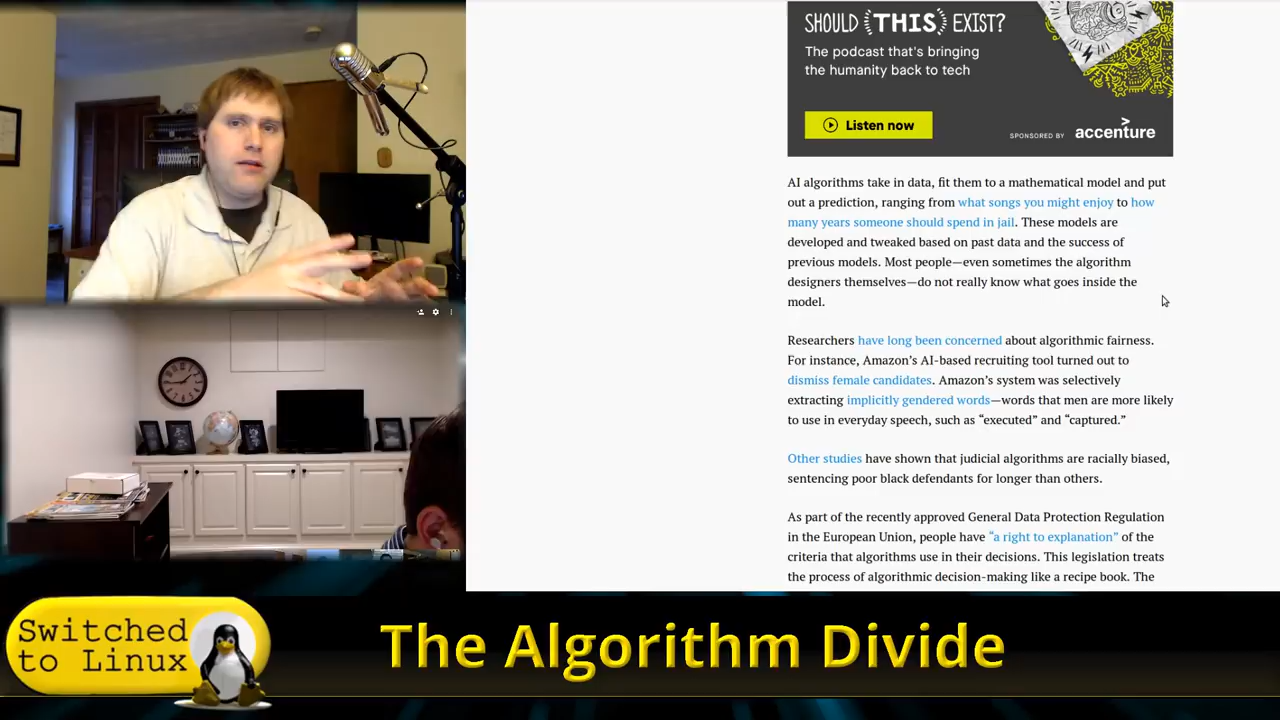 SHOULD THIS EXIST?
The podcast that's bringing
the humanity back to tech
Listen now
SPONSORED BY accenture
AI algorithms take in data, fit them to a mathematical model and put
out a prediction, ranging from what songs you might enjoy to how
many years someone should spend in jail. These models are
developed and tweaked based on past data and the success of
previous models. Most people—even sometimes the algorithm
designers themselves—do not really know what goes inside the
model.
Researchers have long been concerned about algorithmic fairness.
For instance, Amazon’s AI-based recruiting tool turned out to
dismiss female candidates. Amazon’s system was selectively
extracting implicitly gendered words—words that men are more likely
to use in everyday speech, such as “executed” and “captured.”
Other studies have shown that judicial algorithms are racially biased,
sentencing poor black defendants for longer than others.
As part of the recently approved General Data Protection Regulation
in the European Union, people have “a right to explanation” of the
criteria that algorithms use in their decisions. This legislation treats
the process of algorithmic decision-making like a recipe book. The
Switched
to Linux
The Algorithm Divide